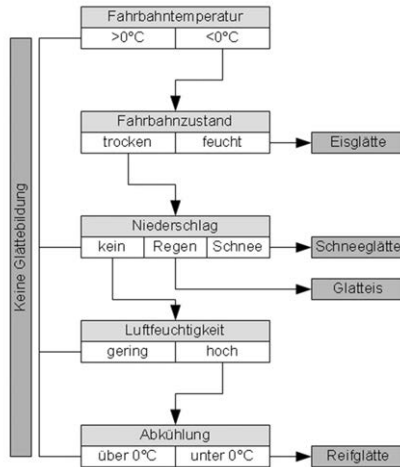 Fahrbahntemperatur
>0°C <0°C
Fahrbahnzustand
trocken feucht
Eisglätte
Niederschlag
kein Regen Schnee
Schneeglätte
Glatteis
Luftfeuchtigkeit
gering hoch
Abkühlung
über 0°C unter 0°C
Reifglätte
Keine Glättebildung